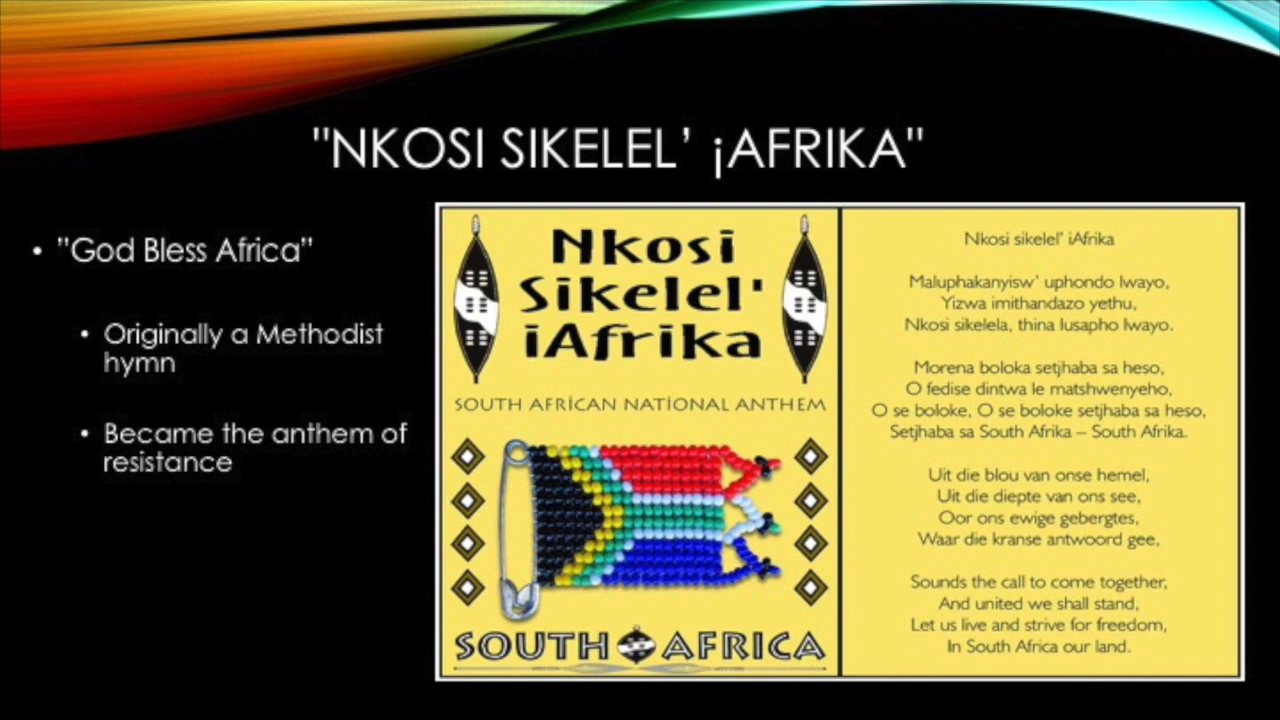 "NKOSI SIKELEL’ ¡AFRIKA"
• "God Bless Africa"
• Originally a Methodist
hymn
• Became the anthem of
resistance
Nkosi
Sikelel'
iAfrika
SOUTH AFRICAN NATIONAL ANTHEM
SOUTH AFRICA
Nkosi sikelel’ iAfrika
Maluphakanyisw’ uphondo lwayo,
Yizwa imithandazo yethu,
Nkosi sikelela, thina lusapho lwayo.
Morena boloka setjhaba sa heso,
O fedise dintwa le matshwenyeho,
O se boloke, O se boloke setjhaba sa heso,
Setjhaba sa South Afrika – South Afrika.
Uit die blou van onse hemel,
Uit die diepte van ons see,
Oor ons ewige gebergtes,
Waar die kranse antwoord gee,
Sounds the call to come together,
And united we shall stand,
Let us live and strive for freedom,
In South Africa our land.